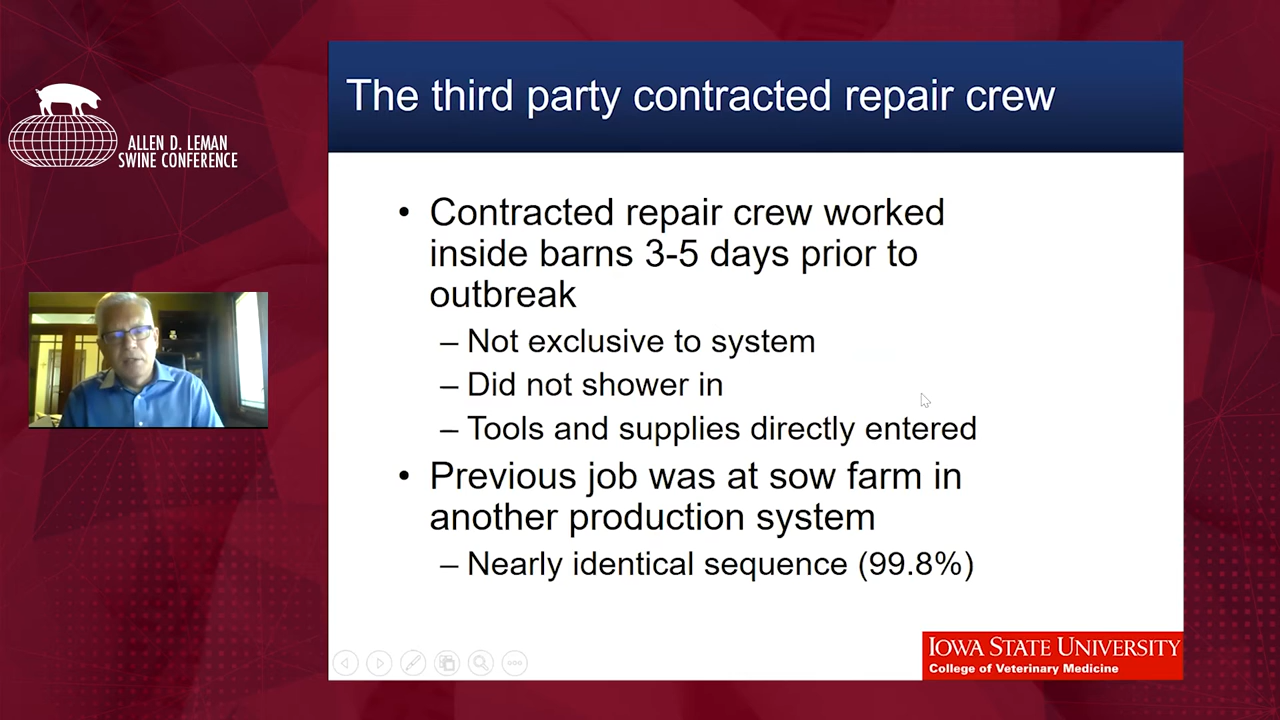 ALLEN D. LEMAN
SWINE CONFERENCE
The third party contracted repair crew
• Contracted repair crew worked
inside barns 3-5 days prior to
outbreak
– Not exclusive to system
– Did not shower in
– Tools and supplies directly entered
• Previous job was at sow farm in
another production system
– Nearly identical sequence (99.8%)
IOWA STATE UNIVERSITY
College of Veterinary Medicine